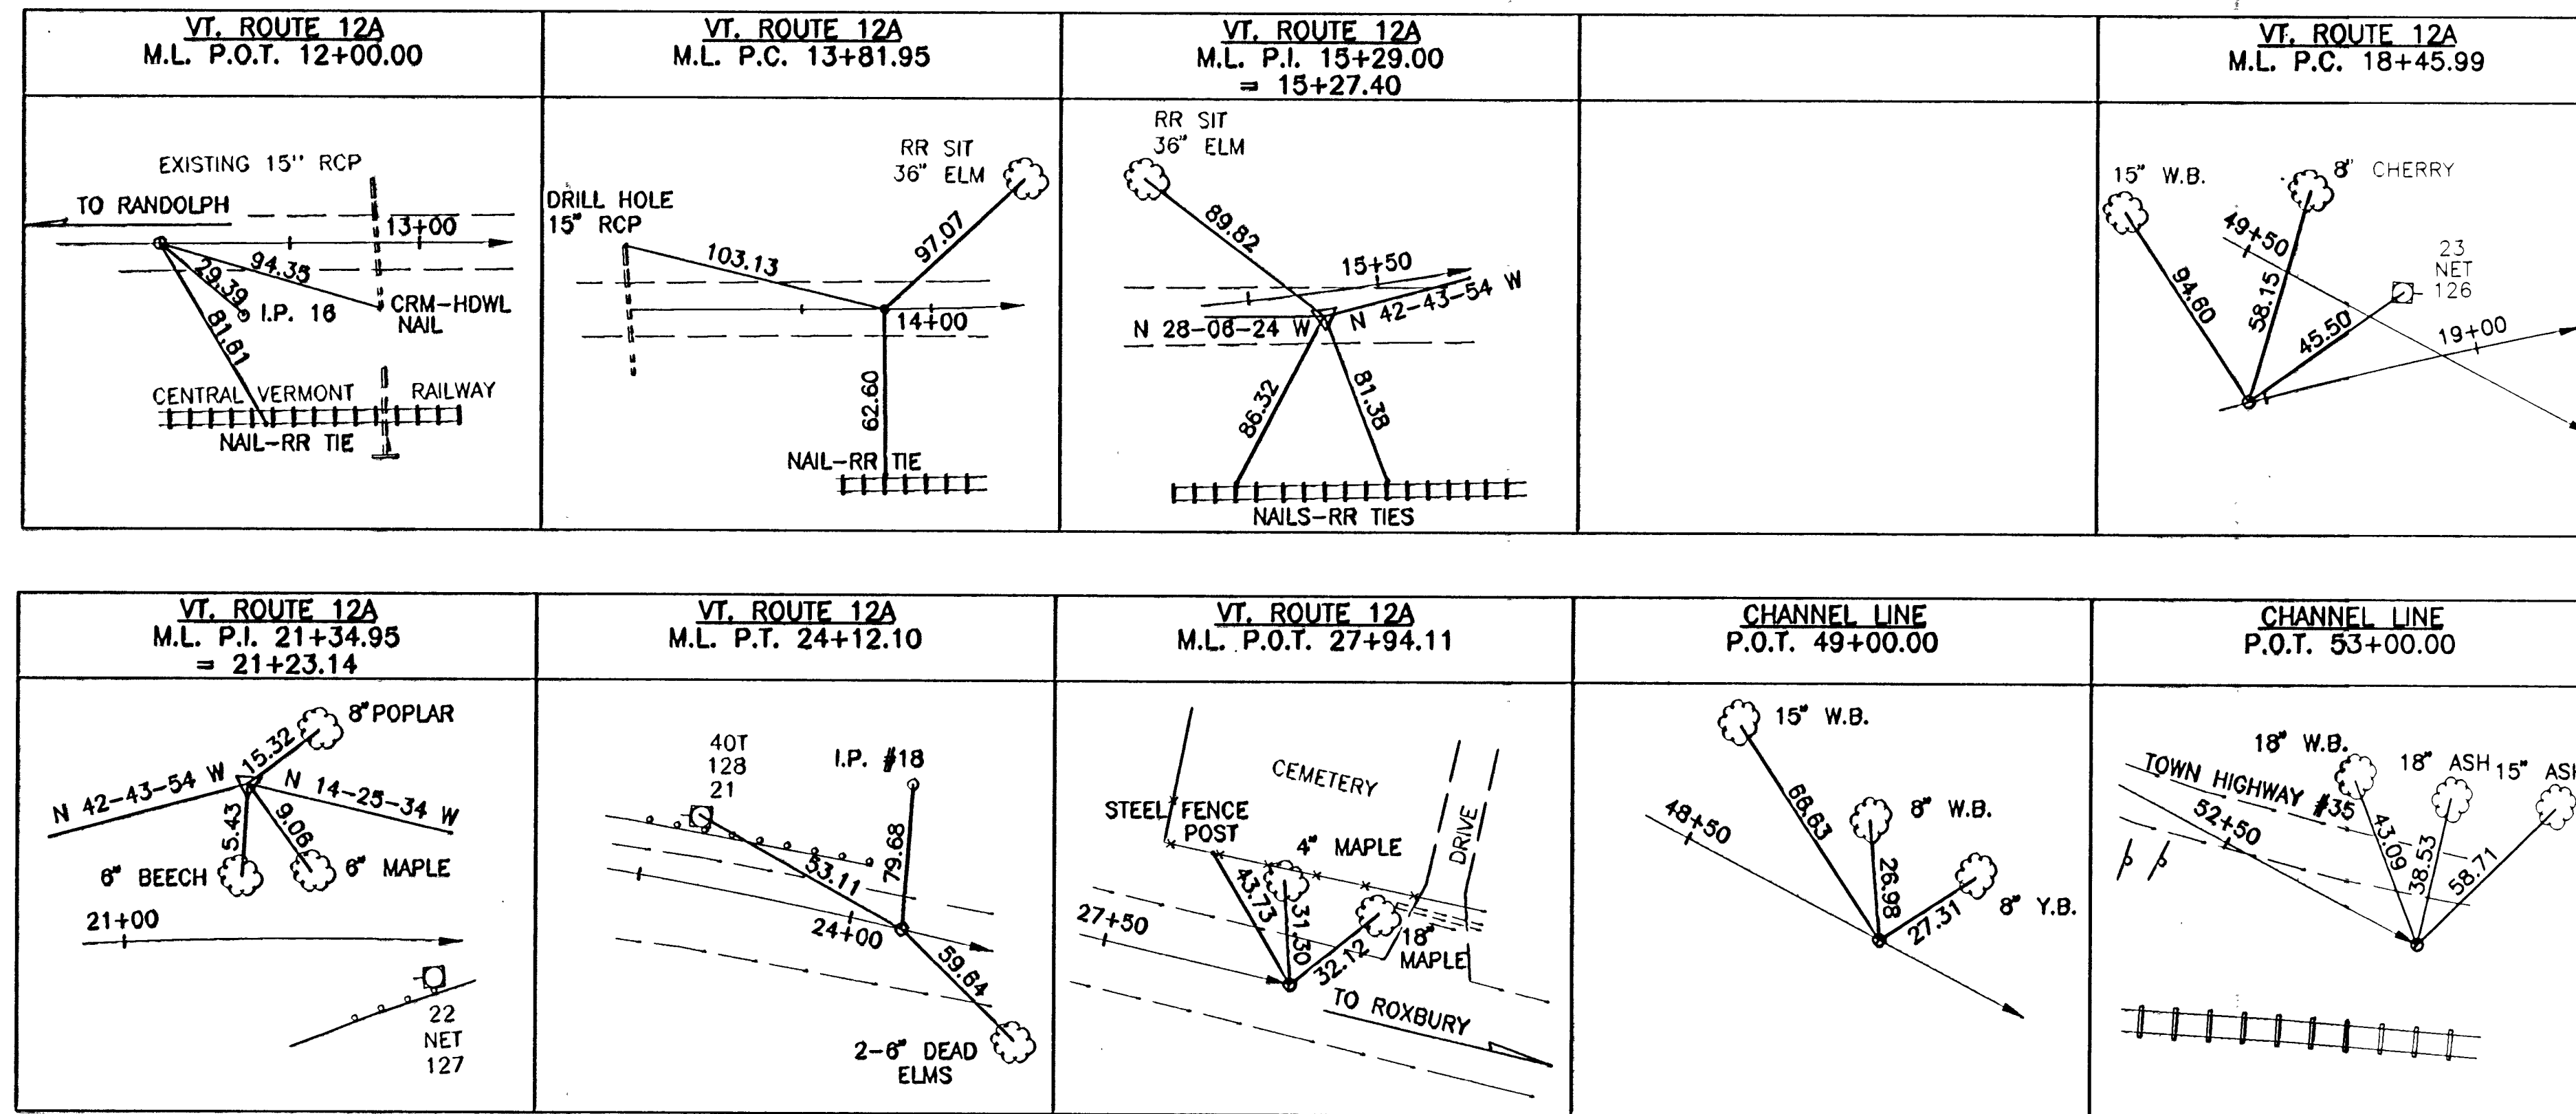 VT. ROUTE 12A
M.L. P.O.T. 12+00.00
EXISTING 15" RCP
TO RANDOLPH
13+00
94.35
29.39
I.P. 16
CRM-HDWL
NAIL
81.61
CENTRAL VERMONT RAILWAY
NAIL-RR TIE
VT. ROUTE 12A
M.L. P.C. 13+81.95
RR SIT
36" ELM
DRILL HOLE
15" RCP
103.13
97.07
14+00
62.60
NAIL-RR TIE
VT. ROUTE 12A
M.L. P.I. 15+29.00
= 15+27.40
RR SIT
36" ELM
89.82
15+50
N 28-06-24 W
N 42-43-54 W
86.32
81.38
NAILS-RR TIES
VT. ROUTE 12A
M.L. P.C. 18+45.99
15" W.B.
8" CHERRY
49+50
23
NET
126
94.60
58.15
45.50
19+00
VT. ROUTE 12A
M.L. P.I. 21+34.95
= 21+23.14
8" POPLAR
15.32
N 42-43-54 W
N 14-25-34 W
5.43
9.06
6" BEECH
6" MAPLE
21+00
22
NET
127
VT. ROUTE 12A
M.L. P.T. 24+12.10
40T
128
21
I.P. #18
53.11
79.68
24+00
59.64
2-6" DEAD
ELMS
VT. ROUTE 12A
M.L. P.O.T. 27+94.11
CEMETERY
STEEL FENCE
POST
4" MAPLE
DRIVE
43.73
31.30
32.12
27+50
18"
MAPLE
TO ROXBURY
CHANNEL LINE
P.O.T. 49+00.00
15" W.B.
8" W.B.
48+50
66.63
26.98
27.31
8" Y.B.
CHANNEL LINE
P.O.T. 53+00.00
18" W.B.
18" ASH
15" ASH
TOWN HIGHWAY #35
52+50
43.09
38.53
58.71